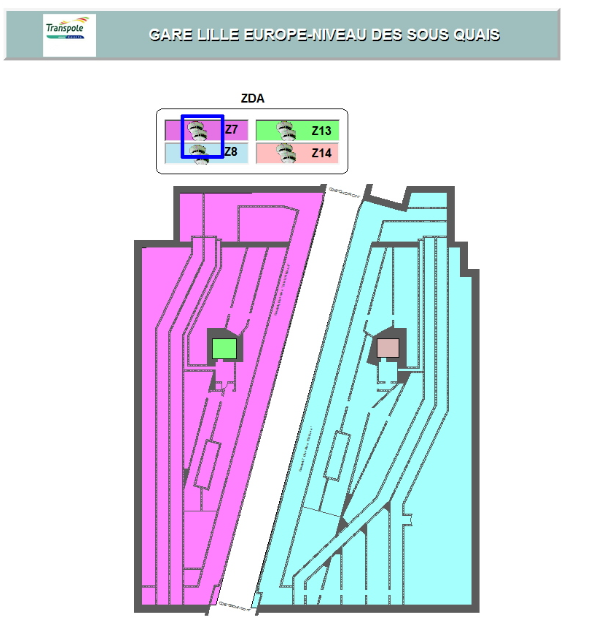 Transpole
GARE LILLE EUROPE-NIVEAU DES SOUS QUAIS
ZDA
Z7
Z13
Z8
Z14